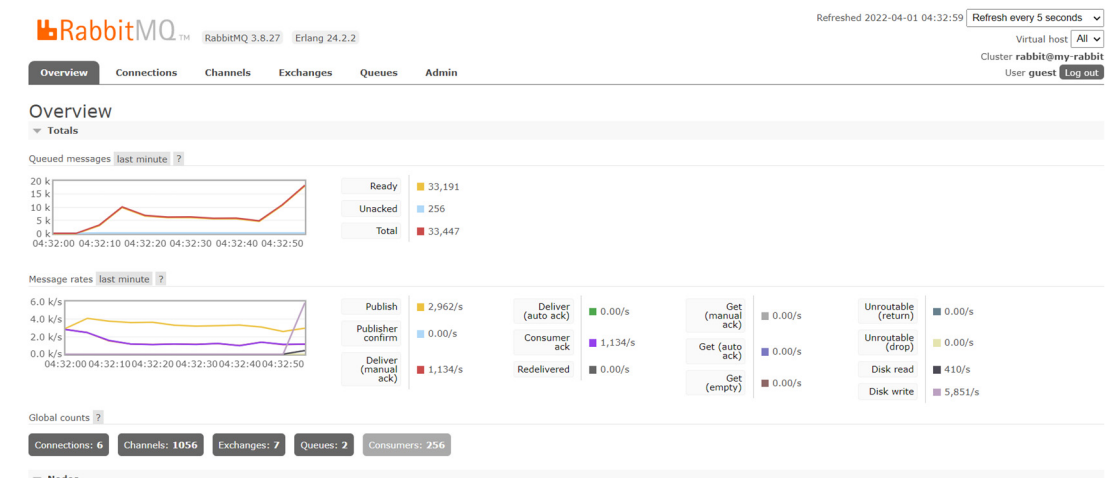 Refreshed 2022-04-01 04:32:59 Refresh every 5 seconds
RabbitMQ TM RabbitMQ 3.8.27 Erlang 24.2.2
Virtual host All
Cluster rabbit@my-rabbit
User guest Log out
Overview Connections Channels Exchanges Queues Admin
Overview
Totals
Queued messages last minute ?
20 k
15 k
10 k
5 k
0 k
04:32:00 04:32:10 04:32:20 04:32:30 04:32:40 04:32:50
Ready 33,191
Unacked 256
Total 33,447
Message rates last minute ?
6.0 k/s
4.0 k/s
2.0 k/s
0.0 k/s
04:32:00 04:32:10 04:32:20 04:32:30 04:32:40 04:32:50
Publish 2,962/s
Publisher
confirm 0.00/s
Deliver
(manual
ack) 1,134/s
Deliver
(auto ack) 0.00/s
Consumer
ack 1,134/s
Redelivered 0.00/s
Get
(manual
ack) 0.00/s
Get (auto
ack) 0.00/s
Get
(empty) 0.00/s
Unroutable
(return) 0.00/s
Unroutable
(drop) 0.00/s
Disk read 410/s
Disk write 5,851/s
Global counts ?
Connections: 6 Channels: 1056 Exchanges: 7 Queues: 2 Consumers: 256
Nodes